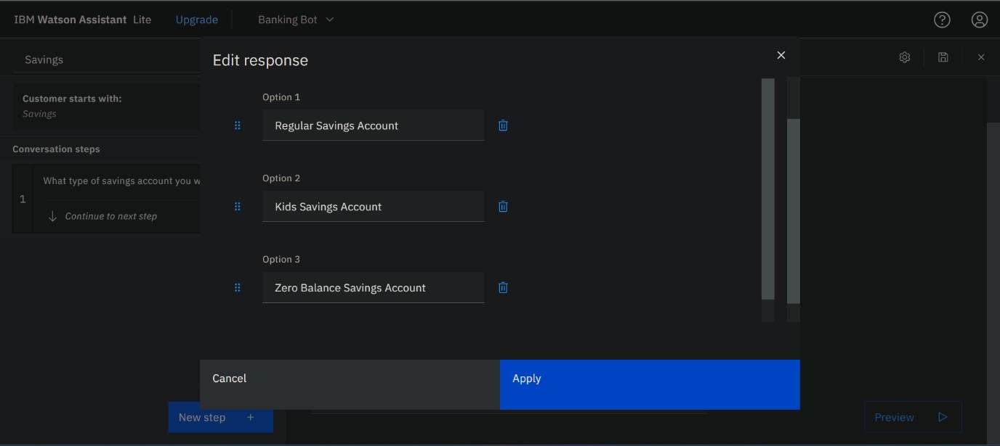 IBM Watson Assistant Lite Upgrade Banking Bot
Savings
Edit response
Customer starts with:
Savings
Conversation steps
1
What type of savings account you w
Continue to next step
Option 1
Regular Savings Account
Option 2
Kids Savings Account
Option 3
Zero Balance Savings Account
Cancel
Apply
New step +
Preview